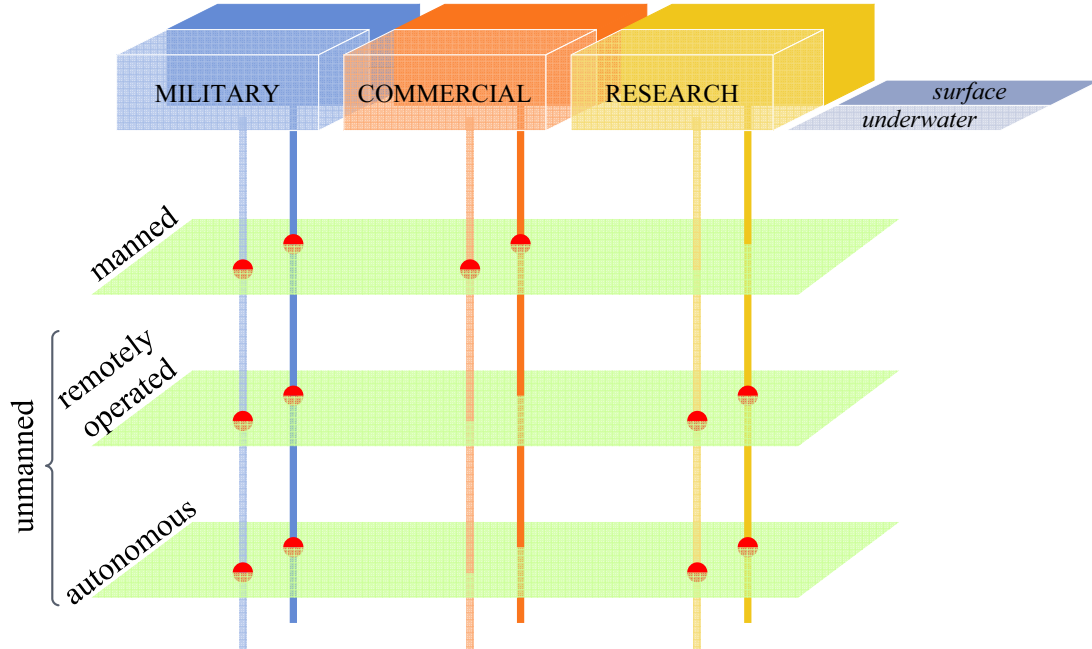 MILITARY
COMMERCIAL
RESEARCH
surface
underwater
manned
unmanned
remotely
operated
autonomous